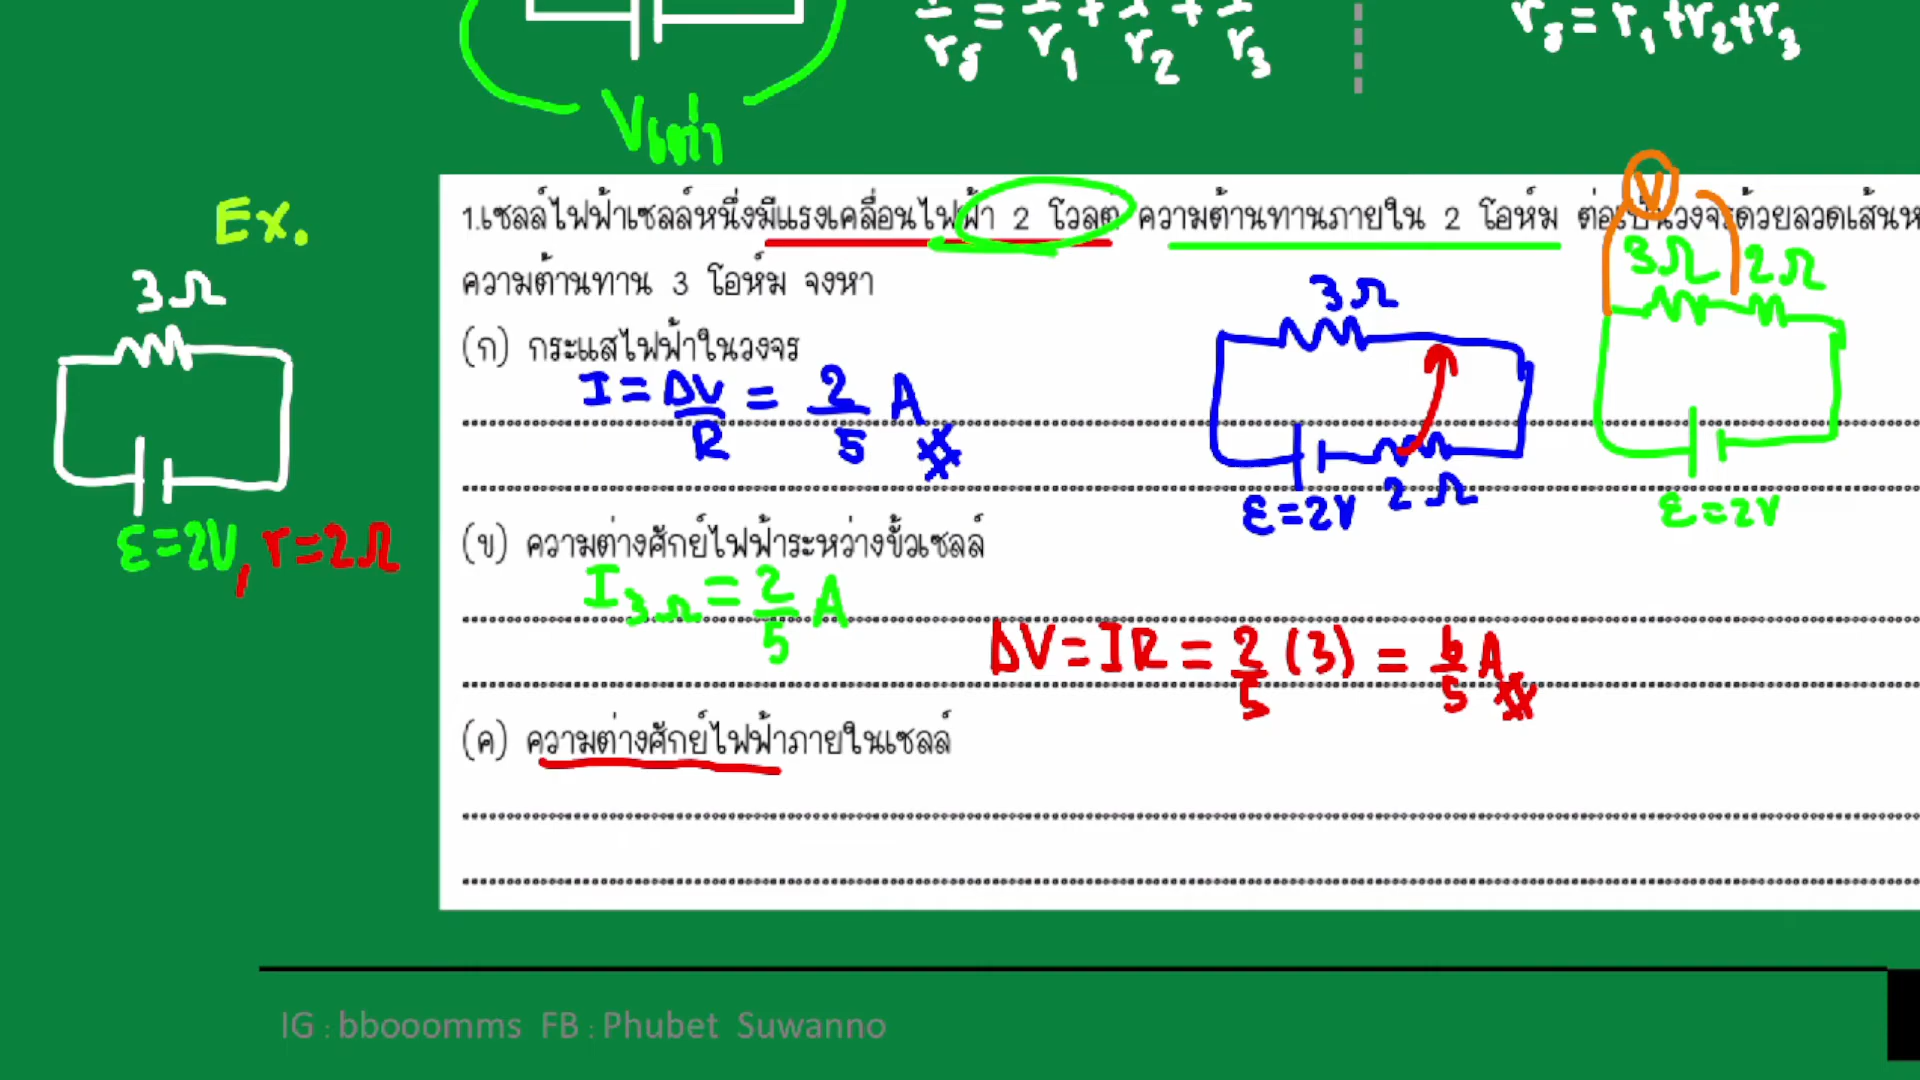 rs = r1 + r2 + r3
Vเต่า
Ex.
3Ω
ε=2V, r=2Ω
1.เซลล์ไฟฟ้าเซลล์หนึ่งมีแรงเคลื่อนไฟฟ้า 2 โวลต์ ความต้านทานภายใน 2 โอห์ม ต่อเป็นวงจรด้วยลวดเส้นห
ความต้านทาน 3 โอห์ม จงหา
V
3Ω 2Ω
ε=2V
3Ω
ε=2V 2Ω
(ก) กระแสไฟฟ้าในวงจร
I = ΔV/R = 2/5 A
(ข) ความต่างศักย์ไฟฟ้าระหว่างขั้วเซลล์
I3Ω = 2/5 A
ΔV = IR = 2/5 (3) = 6/5 A
(ค) ความต่างศักย์ไฟฟ้าภายในเซลล์
IG : bbooomms FB : Phubet Suwanno